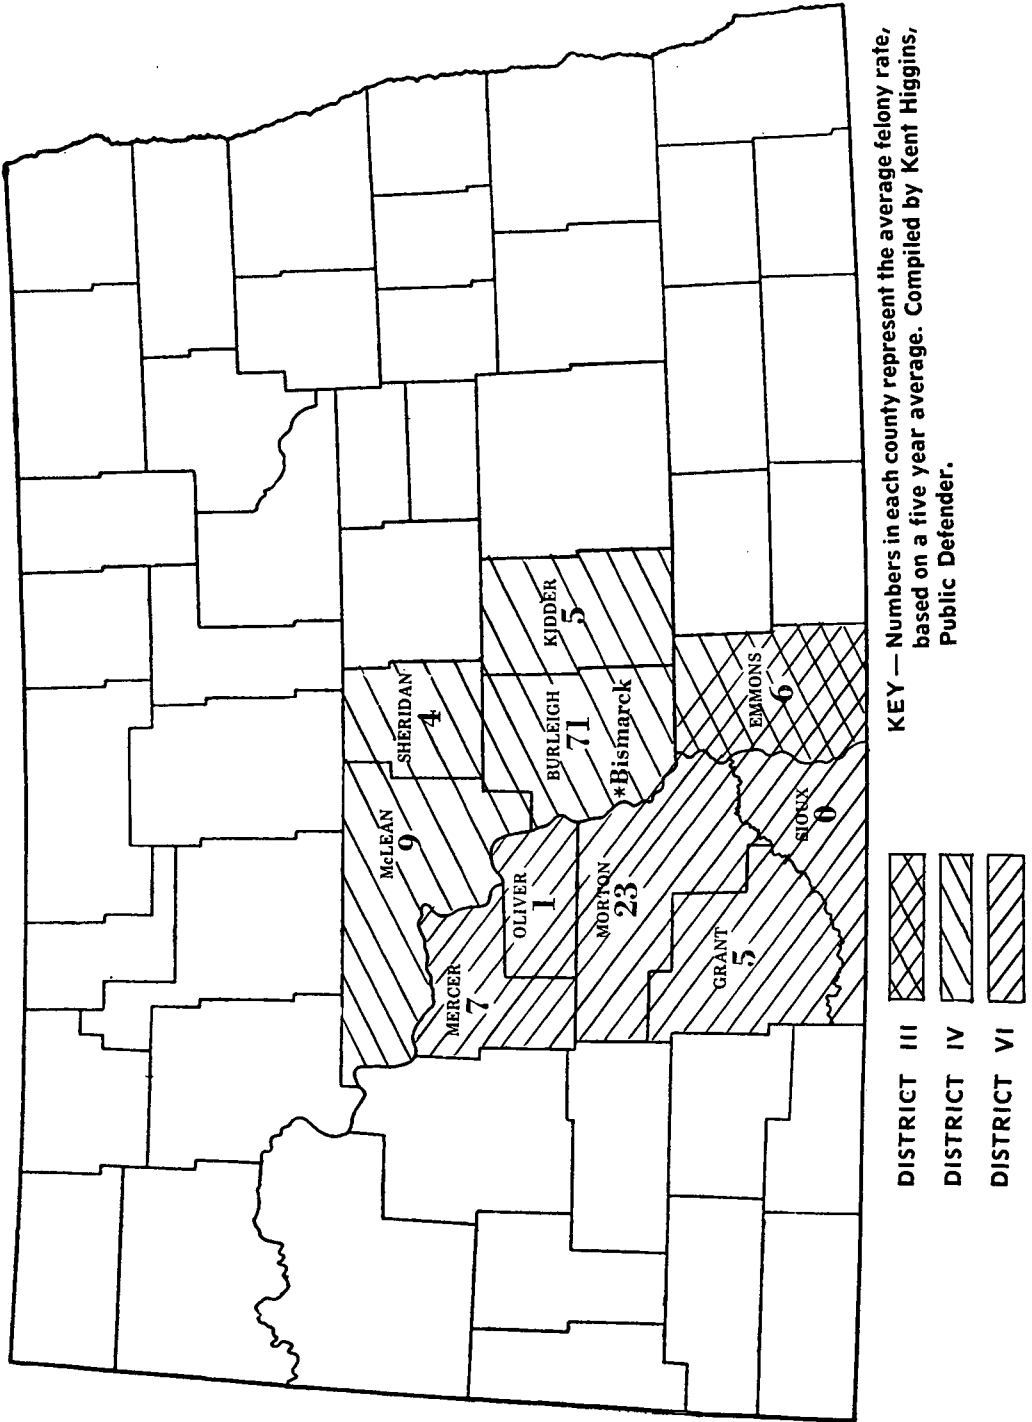 McLEAN
9
SHERIDAN
4
MERCER
7
OLIVER
1
BURLEIGH
71
*Bismarck
KIDDER
5
MORTON
23
GRANT
5
SIOUX
0
EMMONS
6
DISTRICT III
DISTRICT IV
DISTRICT VI
KEY—Numbers in each county represent the average felony rate,
based on a five year average. Compiled by Kent Higgins,
Public Defender.